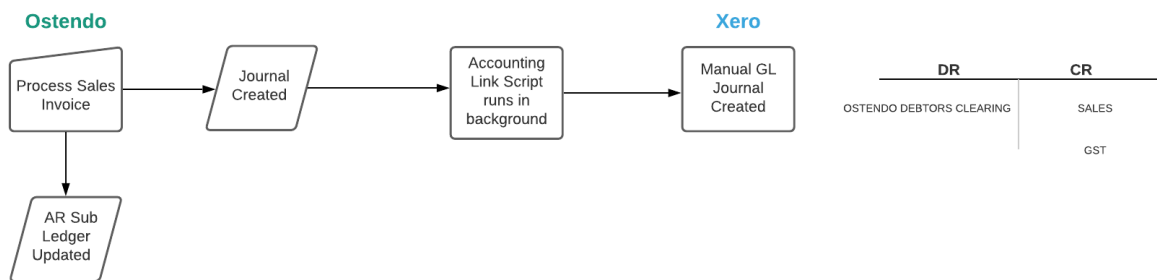 Ostendo
Xero
Process Sales
Invoice
Journal
Created
Accounting
Link Script
runs in
background
Manual GL
Journal
Created
DR
CR
OSTENDO DEBTORS CLEARING
SALES
GST
AR Sub
Ledger
Updated